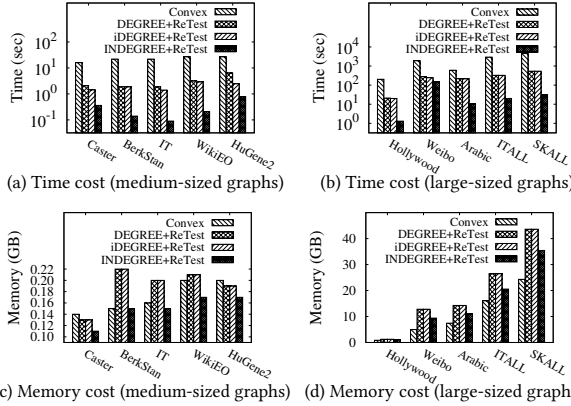 Convex
DEGREE+ReTest
iDEGREE+ReTest
INDEGREE+ReTest
Time (sec)
10^2
10^1
10^0
10^-1
Caster
BerkStan
IT
WikiEO
HuGene2
(a) Time cost (medium-sized graphs)
Convex
DEGREE+ReTest
iDEGREE+ReTest
INDEGREE+ReTest
Time (sec)
10^4
10^3
10^2
10^1
10^0
Hollywood
Weibo
Arabic
ITALL
SKALL
(b) Time cost (large-sized graphs)
Convex
DEGREE+ReTest
iDEGREE+ReTest
INDEGREE+ReTest
Memory (GB)
0.22
0.20
0.18
0.16
0.14
0.12
0.10
Caster
BerkStan
IT
WikiEO
HuGene2
c) Memory cost (medium-sized graphs)
Convex
DEGREE+ReTest
iDEGREE+ReTest
INDEGREE+ReTest
Memory (GB)
40
30
20
10
0
Hollywood
Weibo
Arabic
ITALL
SKALL
(d) Memory cost (large-sized graph